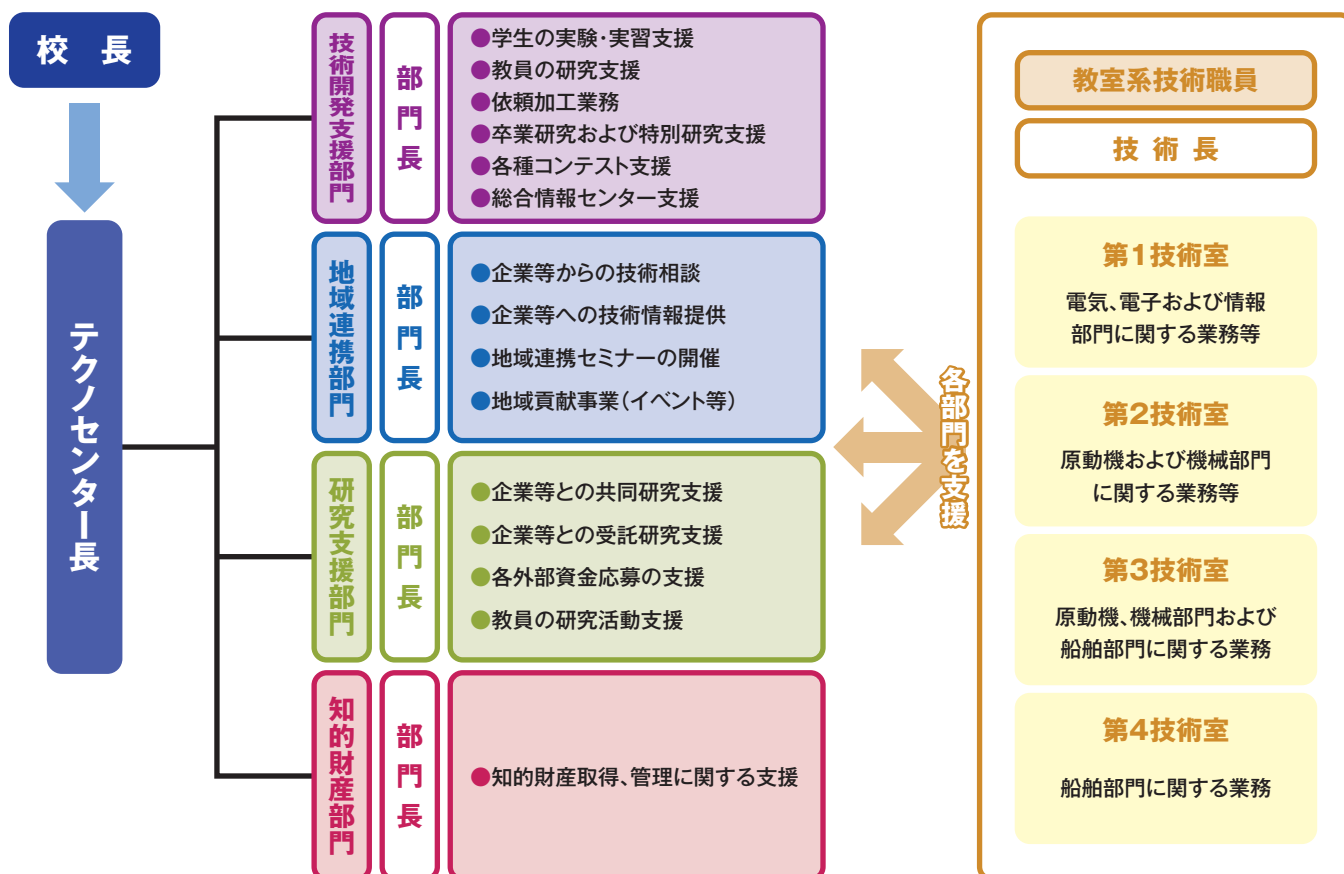 校長
テクノセンター長
技術開発支援部門
部門長
●学生の実験・実習支援
●教員の研究支援
●依頼加工業務
●卒業研究および特別研究支援
●各種コンテスト支援
●総合情報センター支援
地域連携部門
部門長
●企業等からの技術相談
●企業等への技術情報提供
●地域連携セミナーの開催
●地域貢献事業（イベント等）
研究支援部門
部門長
●企業等との共同研究支援
●企業等との受託研究支援
●各外部資金応募の支援
●教員の研究活動支援
知的財産部門
部門長
●知的財産取得、管理に関する支援
各部門を支援
教室系技術職員
技術長
第1技術室
電気、電子および情報
部門に関する業務等
第2技術室
原動機および機械部門
に関する業務等
第3技術室
原動機、機械部門および
船舶部門に関する業務
第4技術室
船舶部門に関する業務